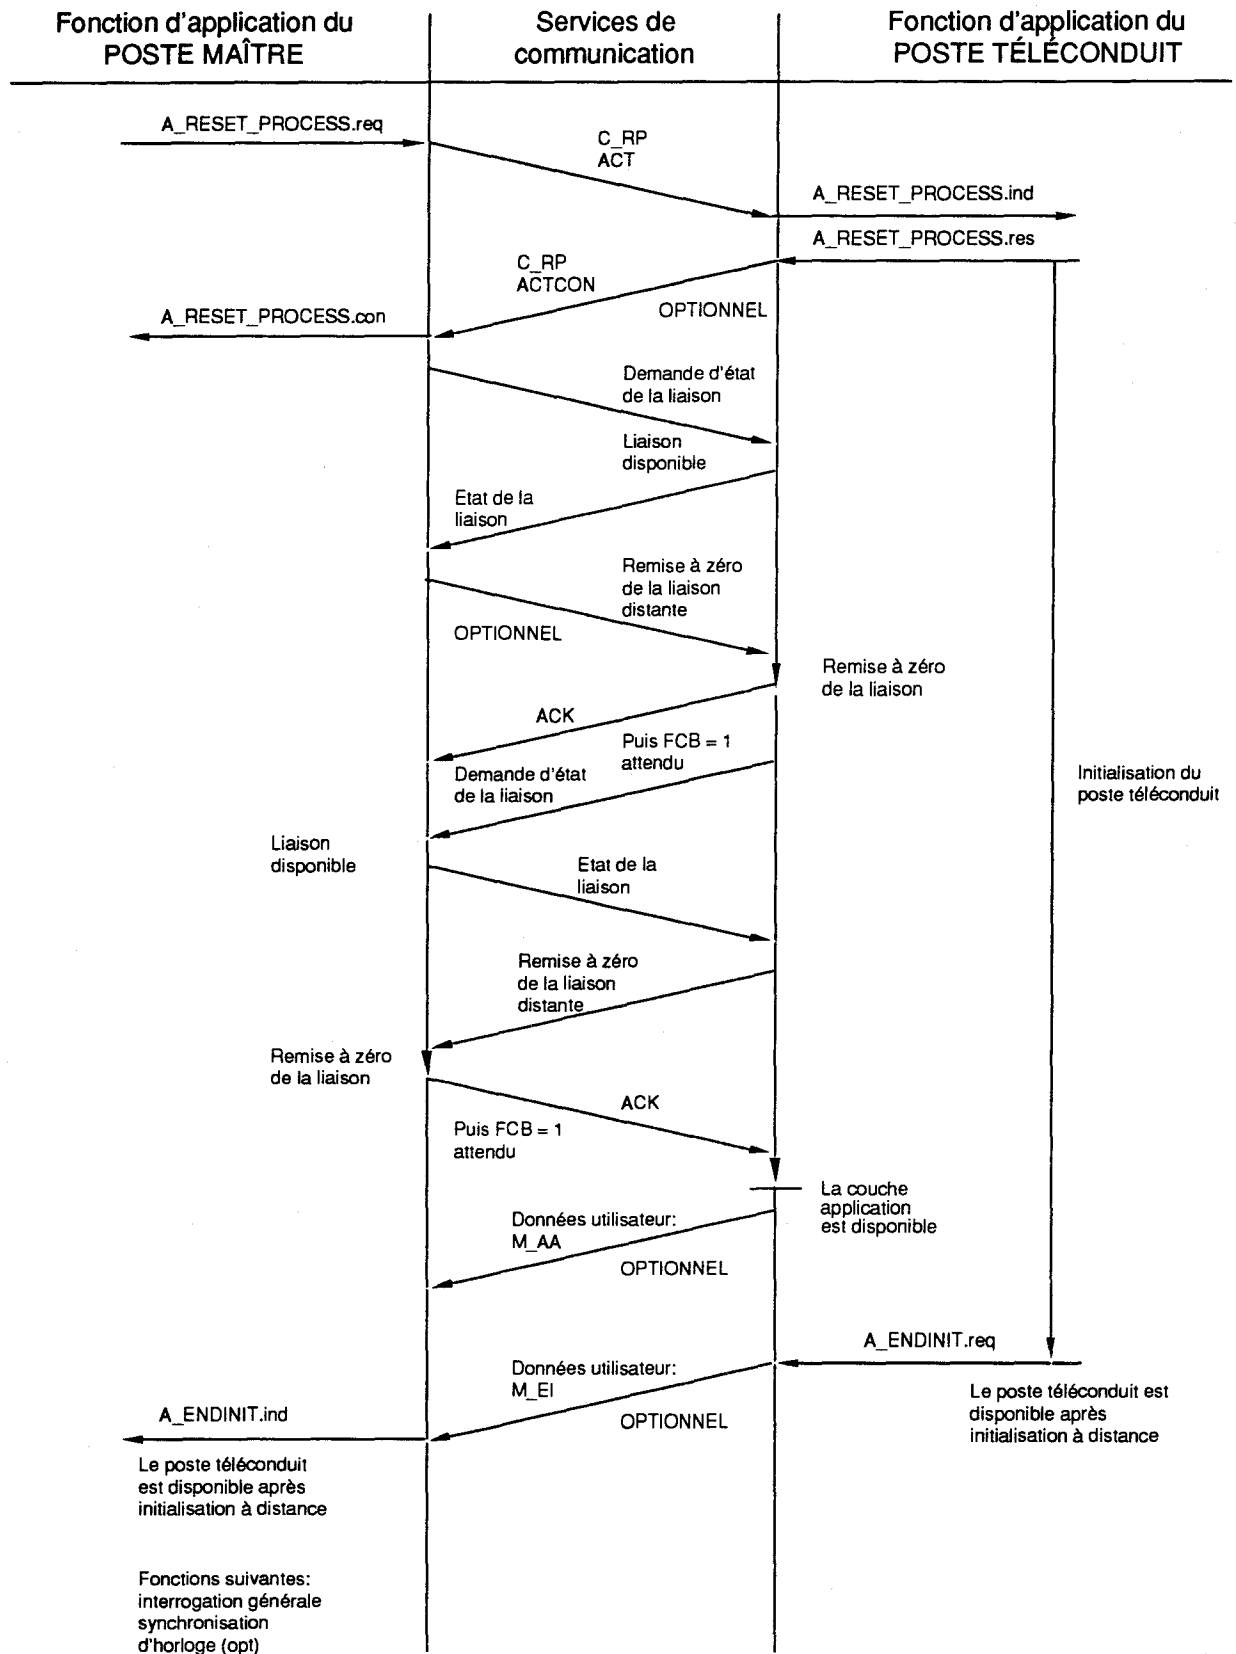 Fonction d'application du
POSTE MAÎTRE
Services de
communication
Fonction d'application du
POSTE TÉLÉCONDUIT
A_RESET_PROCESS.req
C_RP
ACT
A_RESET_PROCESS.ind
A_RESET_PROCESS.res
C_RP
ACTCON
OPTIONNEL
A_RESET_PROCESS.con
Demande d'état
de la liaison
Liaison
disponible
Etat de la
liaison
Remise à zéro
de la liaison
distante
OPTIONNEL
Remise à zéro
de la liaison
ACK
Puis FCB = 1
attendu
Demande d'état
de la liaison
Initialisation du
poste téléconduit
Liaison
disponible
Etat de la
liaison
Remise à zéro
de la liaison
distante
Remise à zéro
de la liaison
ACK
Puis FCB = 1
attendu
La couche
application
est disponible
Données utilisateur:
M_AA
OPTIONNEL
A_ENDINIT.req
Données utilisateur:
M_EI
OPTIONNEL
Le poste téléconduit est
disponible après
initialisation à distance
A_ENDINIT.ind
Le poste téléconduit
est disponible après
initialisation à distance
Fonctions suivantes:
interrogation générale
synchronisation
d'horloge (opt)